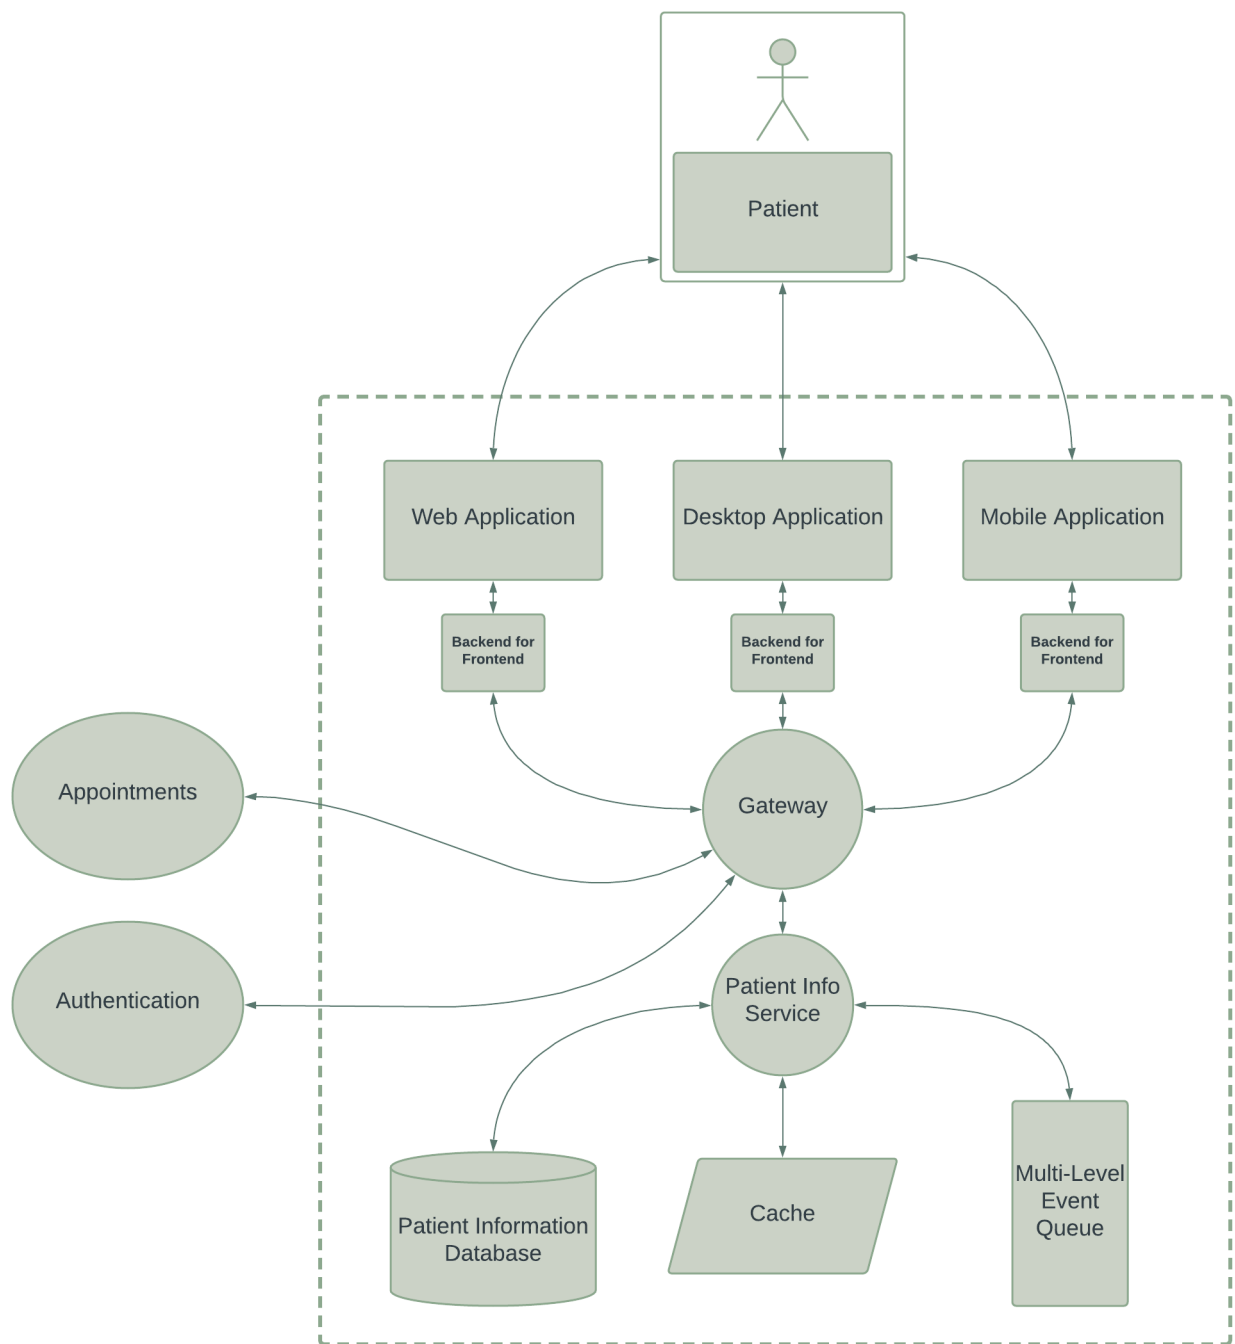 Patient
Web Application
Desktop Application
Mobile Application
Backend for
Frontend
Backend for
Frontend
Backend for
Frontend
Appointments
Gateway
Authentication
Patient Info
Service
Patient Information
Database
Cache
Multi-Level
Event
Queue